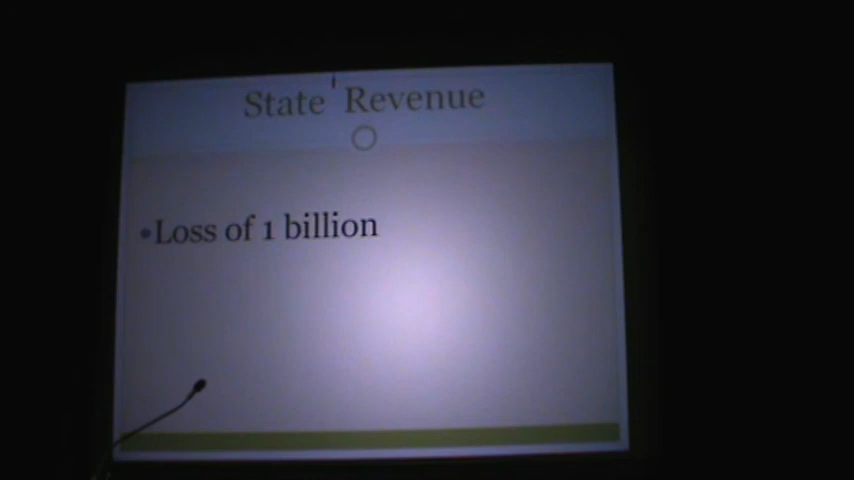 State Revenue
•Loss of 1 billion